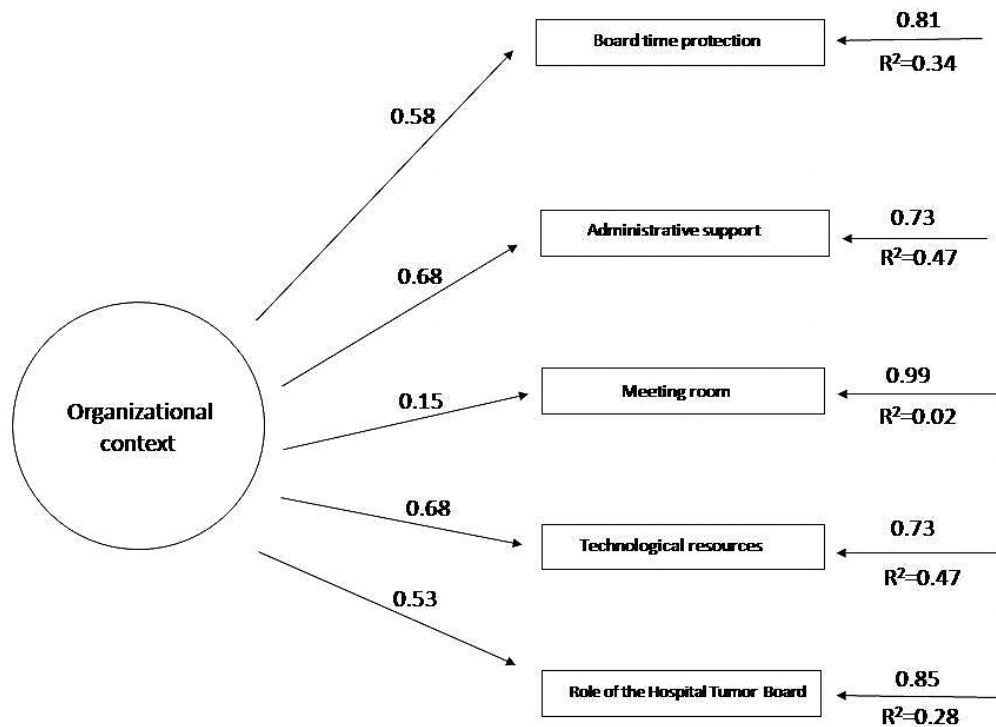 0.81
Board time protection
R²=0.34
0.58
0.73
Administrative support
R²=0.47
0.68
Organizational
context
0.99
Meeting room
0.15
R²=0.02
0.68
0.73
Technological resources
R²=0.47
0.53
0.85
Role of the Hospital Tumor Board
R²=0.28